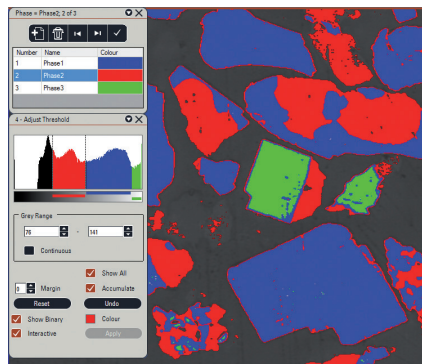 Phase = Phase2; 2 of 3
Number Name Colour
1 Phase1
2 Phase2
3 Phase3
4 - Adjust Threshold
Grey Range
76 - 141
Continuous
Show All
0 Margin Accumulate
Reset Undo
Show Binary Colour
Interactive Apply